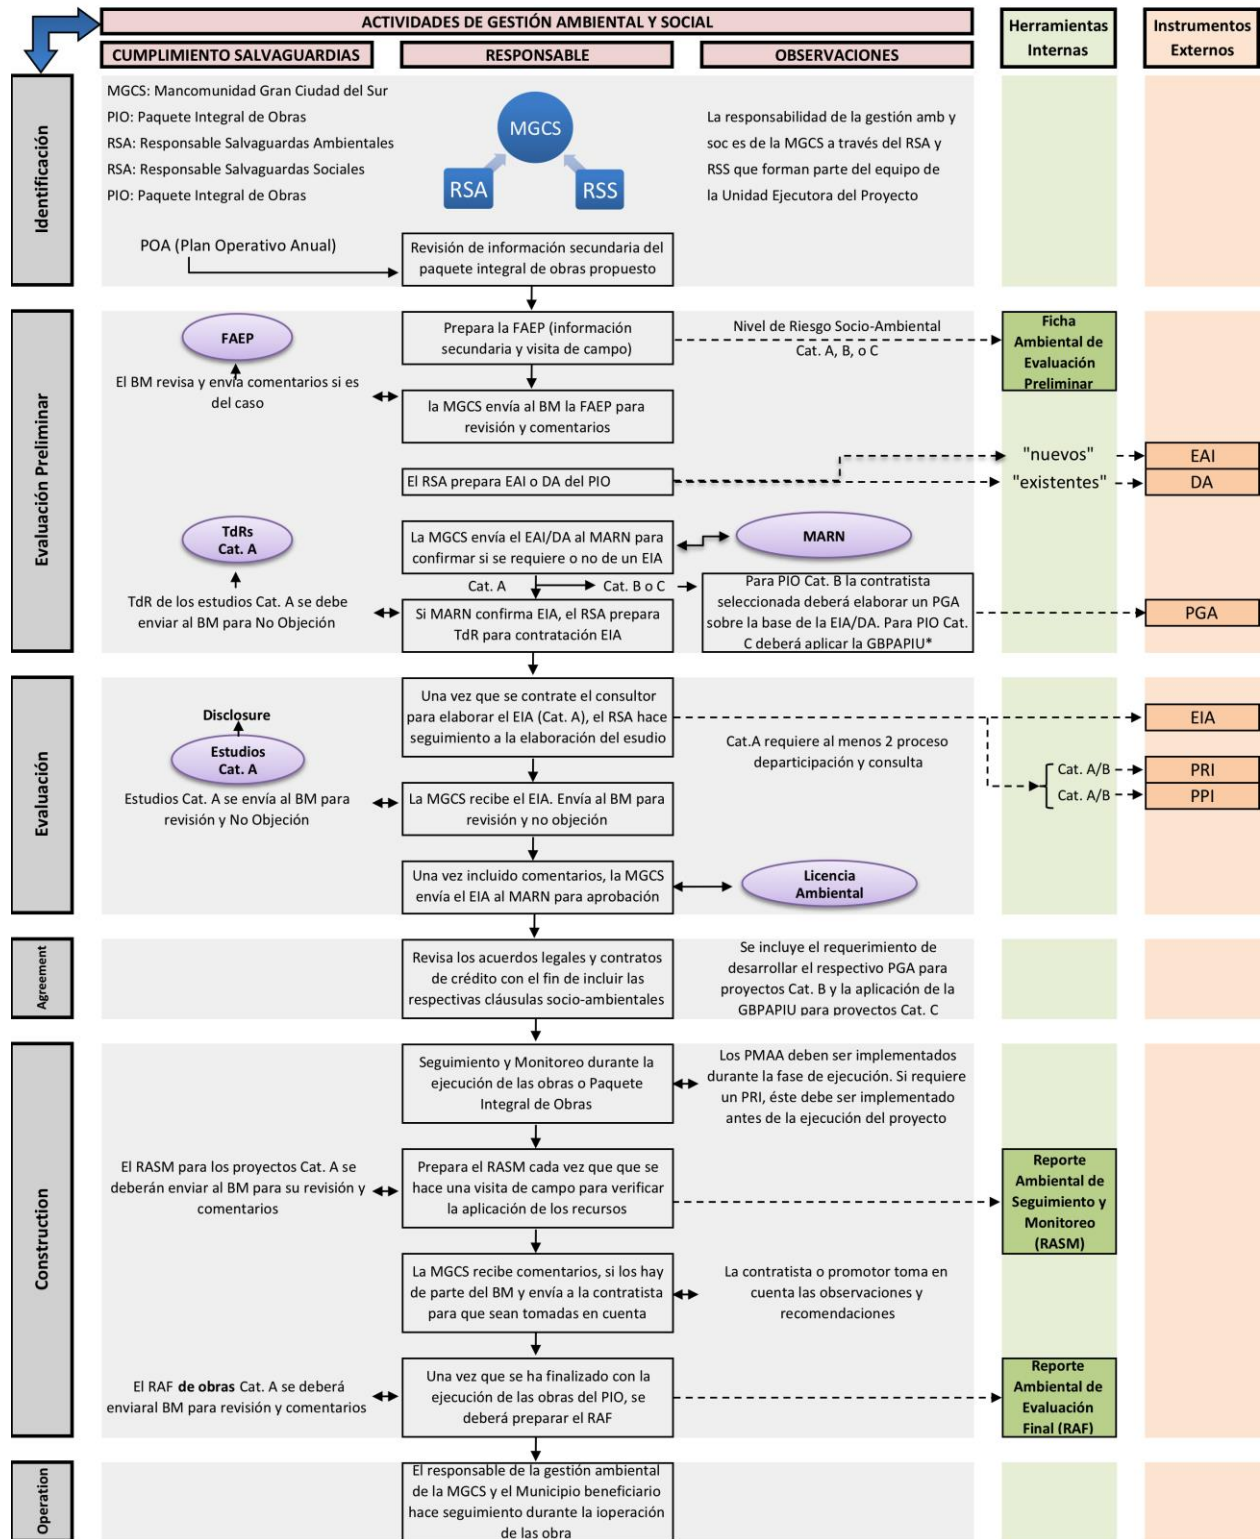 ACTIVIDADES DE GESTIÓN AMBIENTAL Y SOCIAL
Herramientas
Internas
Instrumentos
Externos
CUMPLIMIENTO SALVAGUARDIAS
RESPONSABLE
OBSERVACIONES
Identificación
MGCS: Mancomunidad Gran Ciudad del Sur
PIO: Paquete Integral de Obras
RSA: Responsable Salvaguardas Ambientales
RSA: Responsable Salvaguardas Sociales
PIO: Paquete Integral de Obras
MGCS
RSA
RSS
La responsabilidad de la gestión amb y
soc es de la MGCS a través del RSA y
RSS que forman parte del equipo de
la Unidad Ejecutora del Proyecto
POA (Plan Operativo Anual)
Revisión de información secundaria del
paquete integral de obras propuesto
Evaluación Preliminar
FAEP
El BM revisa y envía comentarios si es
del caso
Prepara la FAEP (información
secundaria y visita de campo)
Nivel de Riesgo Socio-Ambiental
Cat. A, B, o C
Ficha
Ambiental de
Evaluación
Preliminar
la MGCS envía al BM la FAEP para
revisión y comentarios
El RSA prepara EAI o DA del PIO
"nuevos"
EAI
"existentes"
DA
TdRs
Cat. A
TdR de los estudios Cat. A se debe
enviar al BM para No Objeción
La MGCS envía el EAI/DA al MARN para
confirmar si se requiere o no de un EIA
MARN
Cat. A
Cat. B o C
Si MARN confirma EIA, el RSA prepara
TdR para contratación EIA
Para PIO Cat. B la contratista
seleccionada deberá elaborar un PGA
sobre la base de la EIA/DA. Para PIO Cat.
C deberá aplicar la GBPAPIU*
PGA
Evaluación
Disclosure
Estudios
Cat. A
Estudios Cat. A se envía al BM para
revisión y No Objeción
Una vez que se contrate el consultor
para elaborar el EIA (Cat. A), el RSA hace
seguimiento a la elaboración del esudio
Cat.A requiere al menos 2 proceso
departicipación y consulta
EIA
Cat. A/B
PRI
Cat. A/B
PPI
La MGCS recibe el EIA. Envía al BM para
revisión y no objeción
Una vez incluido comentarios, la MGCS
envía el EIA al MARN para aprobación
Licencia
Ambiental
Agreement
Revisa los acuerdos legales y contratos
de crédito con el fin de incluir las
respectivas cláusulas socio-ambientales
Se incluye el requerimiento de
desarrollar el respectivo PGA para
proyectos Cat. B y la aplicación de la
GBPAPIU para proyectos Cat. C
Construction
Seguimiento y Monitoreo durante la
ejecución de las obras o Paquete
Integral de Obras
Los PMAA deben ser implementados
durante la fase de ejecución. Si requiere
un PRI, éste debe ser implementado
antes de la ejecución del proyecto
El RASM para los proyectos Cat. A se
deberán enviar al BM para su revisión y
comentarios
Prepara el RASM cada vez que que se
hace una visita de campo para verificar
la aplicación de los recursos
Reporte
Ambiental de
Seguimiento y
Monitoreo
(RASM)
La MGCS recibe comentarios, si los hay
de parte del BM y envía a la contratista
para que sean tomadas en cuenta
La contratista o promotor toma en
cuenta las observaciones y
recomendaciones
El RAF de obras Cat. A se deberá
enviaral BM para revisión y comentarios
Una vez que se ha finalizado con la
ejecución de las obras del PIO, se
deberá preparar el RAF
Reporte
Ambiental de
Evaluación
Final (RAF)
Operation
El responsable de la gestión ambiental
de la MGCS y el Municipio beneficiario
hace seguimiento durante la ioperación
de las obra